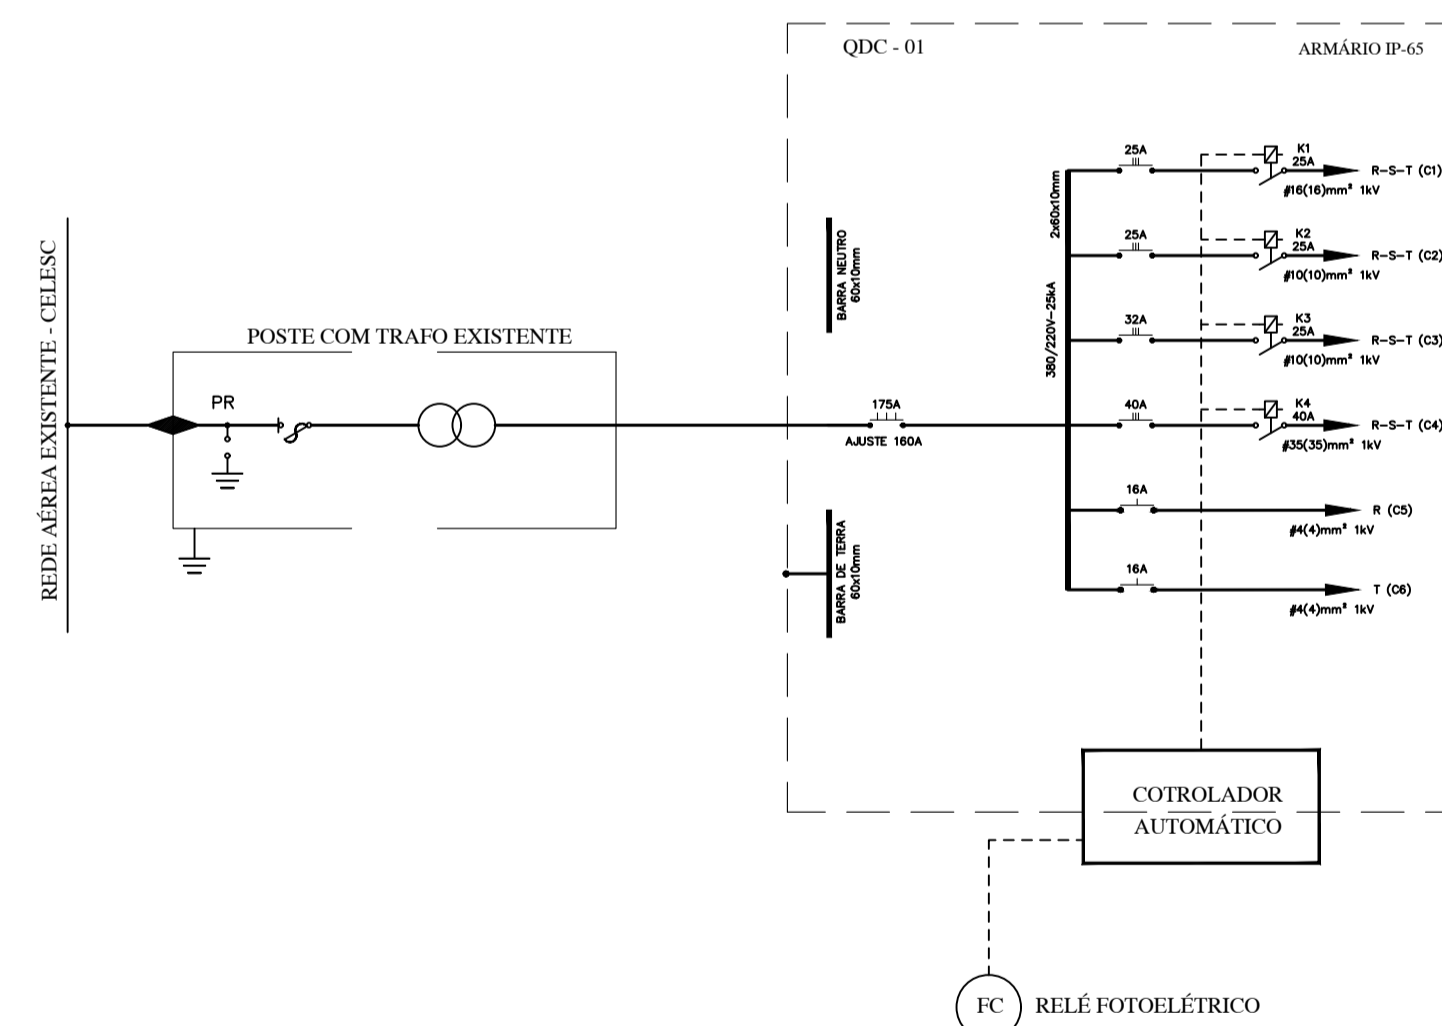 QDC - 01
ARMÁRIO IP-65
REDE AÉREA EXISTENTE - CELESC
POSTE COM TRAFO EXISTENTE
PR
BARRA NEUTRO
60x10mm
BARRA DE TERRA
60x10mm
175A
AJUSTE 160A
2x60x10mm
380/220V-25kA
25A
K1
25A
R-S-T (C1)
#16(16)mm² 1kV
25A
K2
25A
R-S-T (C2)
#10(10)mm² 1kV
32A
K3
25A
R-S-T (C3)
#10(10)mm² 1kV
40A
K4
40A
R-S-T (C4)
#35(35)mm² 1kV
16A
R (C5)
#4(4)mm² 1kV
16A
T (C6)
#4(4)mm² 1kV
COTROLADOR
AUTOMÁTICO
FC
RELÉ FOTOELÉTRICO